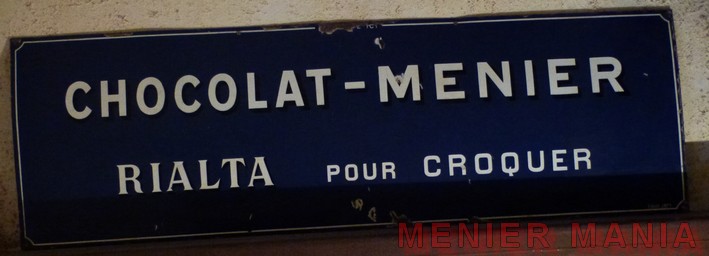 CHOCOLAT-MENIER
RIALTA POUR CROQUER
MENIER MANIA